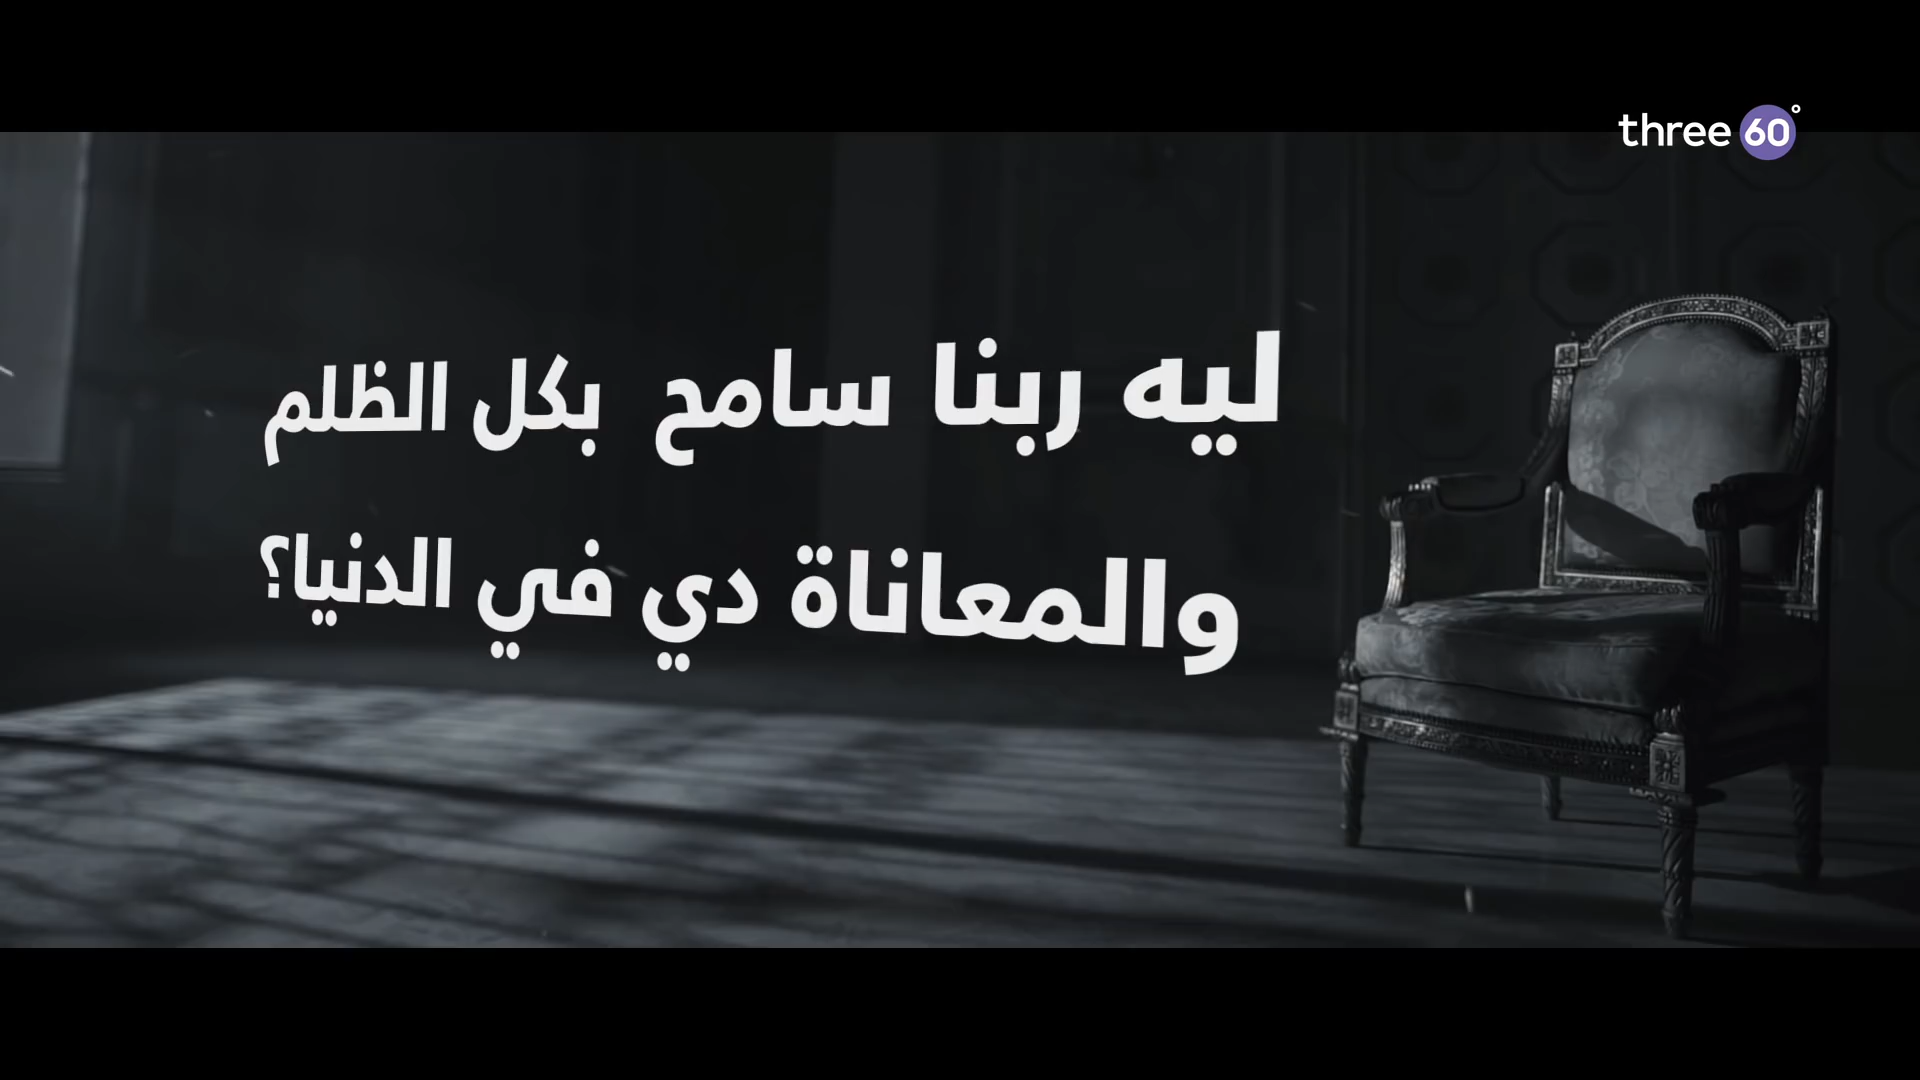 three 60°
ليه ربنا سامح بكل الظلم
والمعاناة دي في الدنيا؟